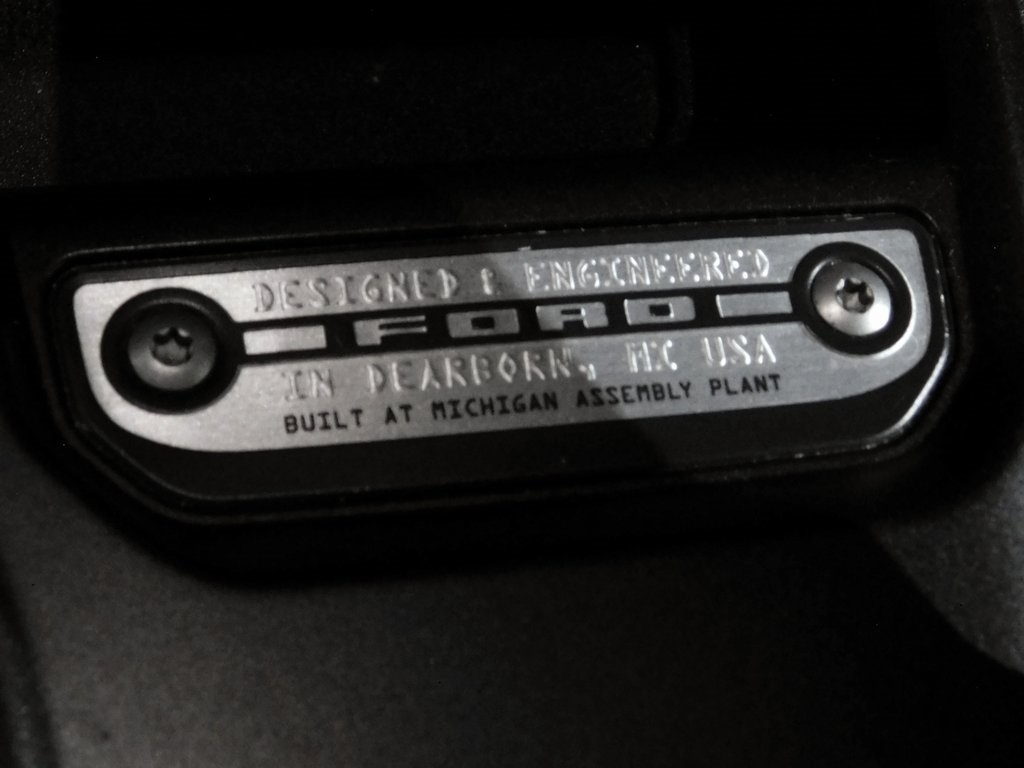 DESIGNED & ENGINEERED
FORD
IN DEARBORN, MI USA
BUILT AT MICHIGAN ASSEMBLY PLANT